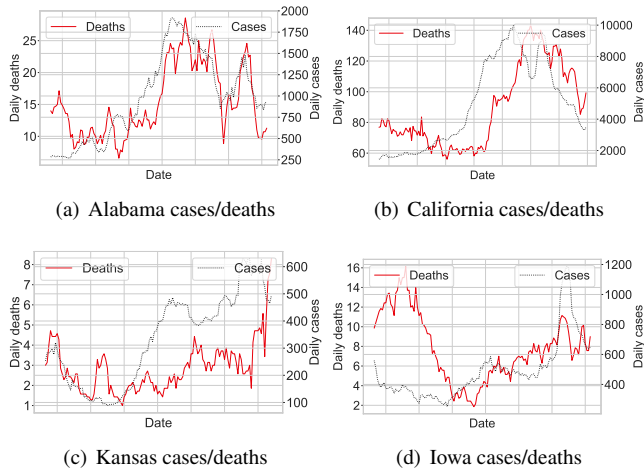 Deaths
Cases
Daily deaths
25
20
15
10
2000
1750
1500
1250
1000
750
500
250
Daily cases
Date
(a) Alabama cases/deaths
Deaths
Cases
Daily deaths
140
120
100
80
60
10000
8000
6000
4000
2000
Daily cases
Date
(b) California cases/deaths
Deaths
Cases
Daily deaths
8
7
6
5
4
3
2
1
600
500
400
300
200
100
Daily cases
Date
(c) Kansas cases/deaths
Deaths
Cases
Daily deaths
16
14
12
10
8
6
4
2
1200
1000
800
600
400
Daily cases
Date
(d) Iowa cases/deaths